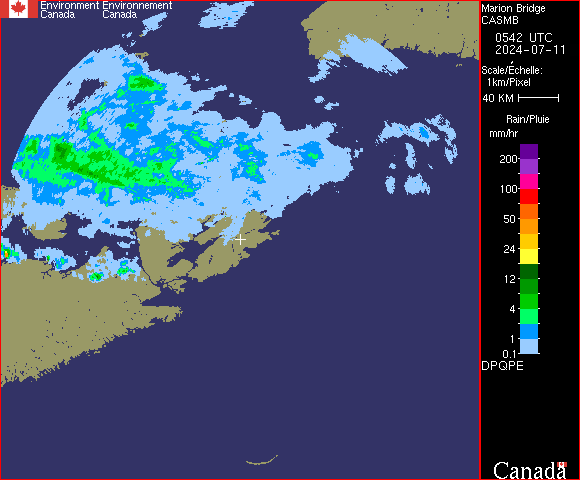 Environment Environnement
Canada Canada
Marion Bridge
CASMB
0542 UTC
2024-07-11
Scale/Échelle:
1km/Pixel
40 KM
Rain/Pluie
mm/hr
200
100
50
24
12
4
1
0.1
DPQPE
Canada